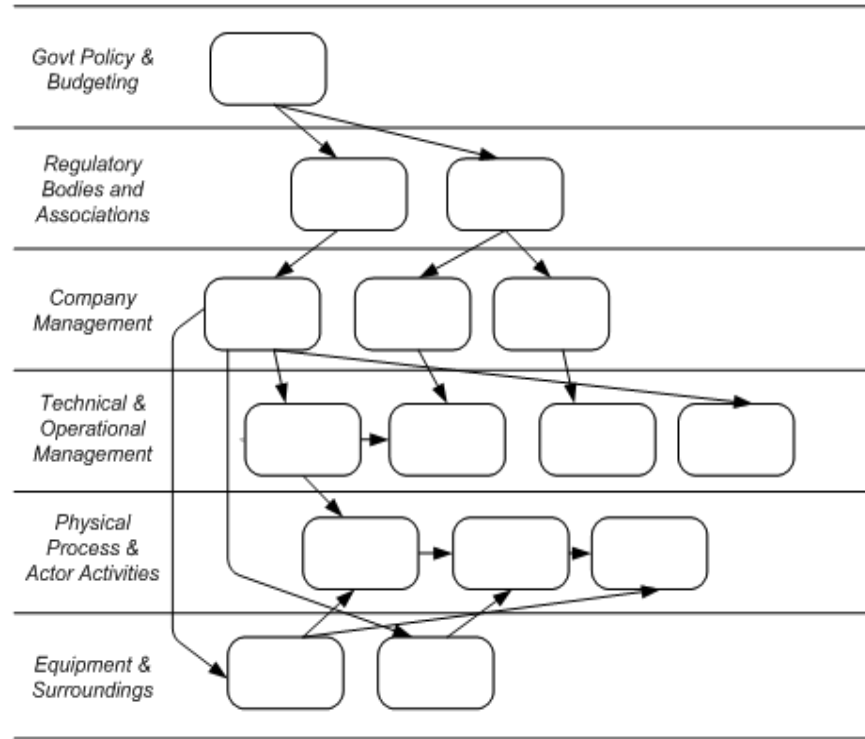 Govt Policy &
Budgeting
Regulatory
Bodies and
Associations
Company
Management
Technical &
Operational
Management
Physical
Process &
Actor Activities
Equipment &
Surroundings